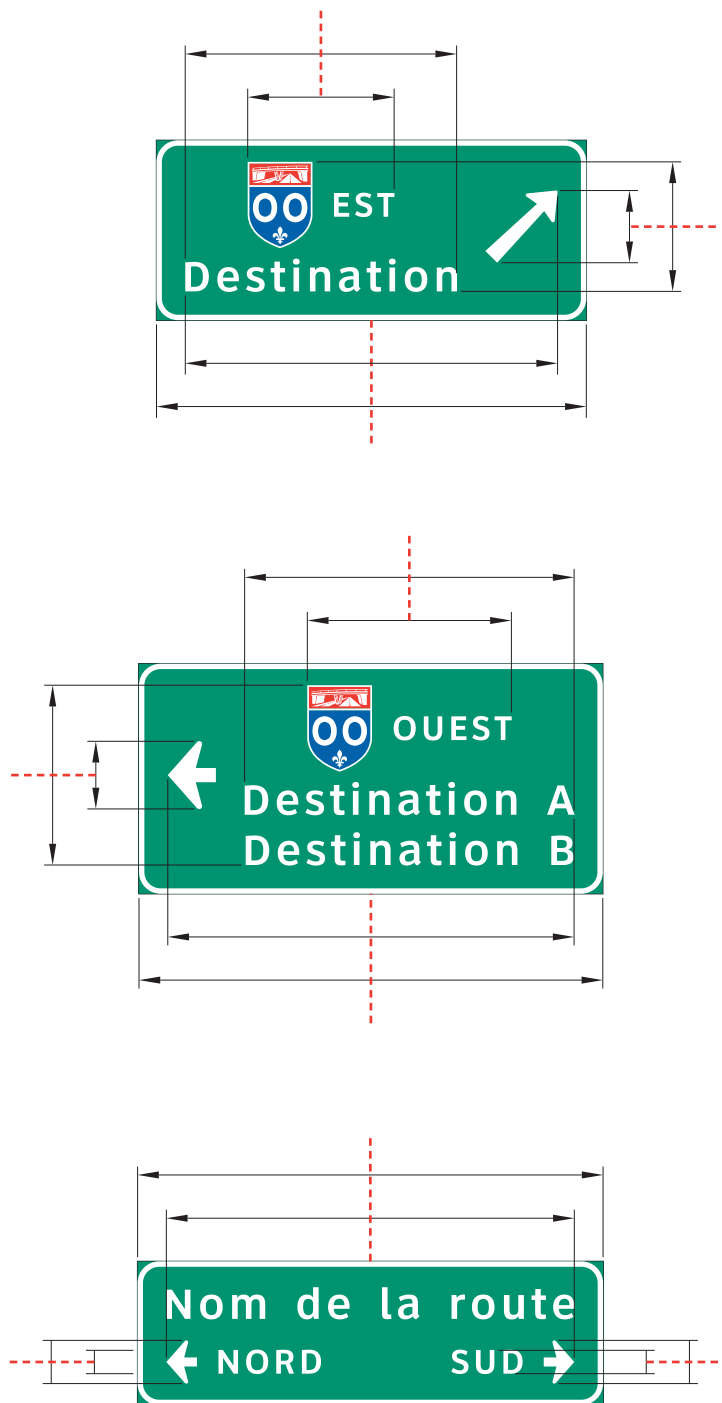 00 EST
Destination
00 OUEST
Destination A
Destination B
Nom de la route
NORD SUD